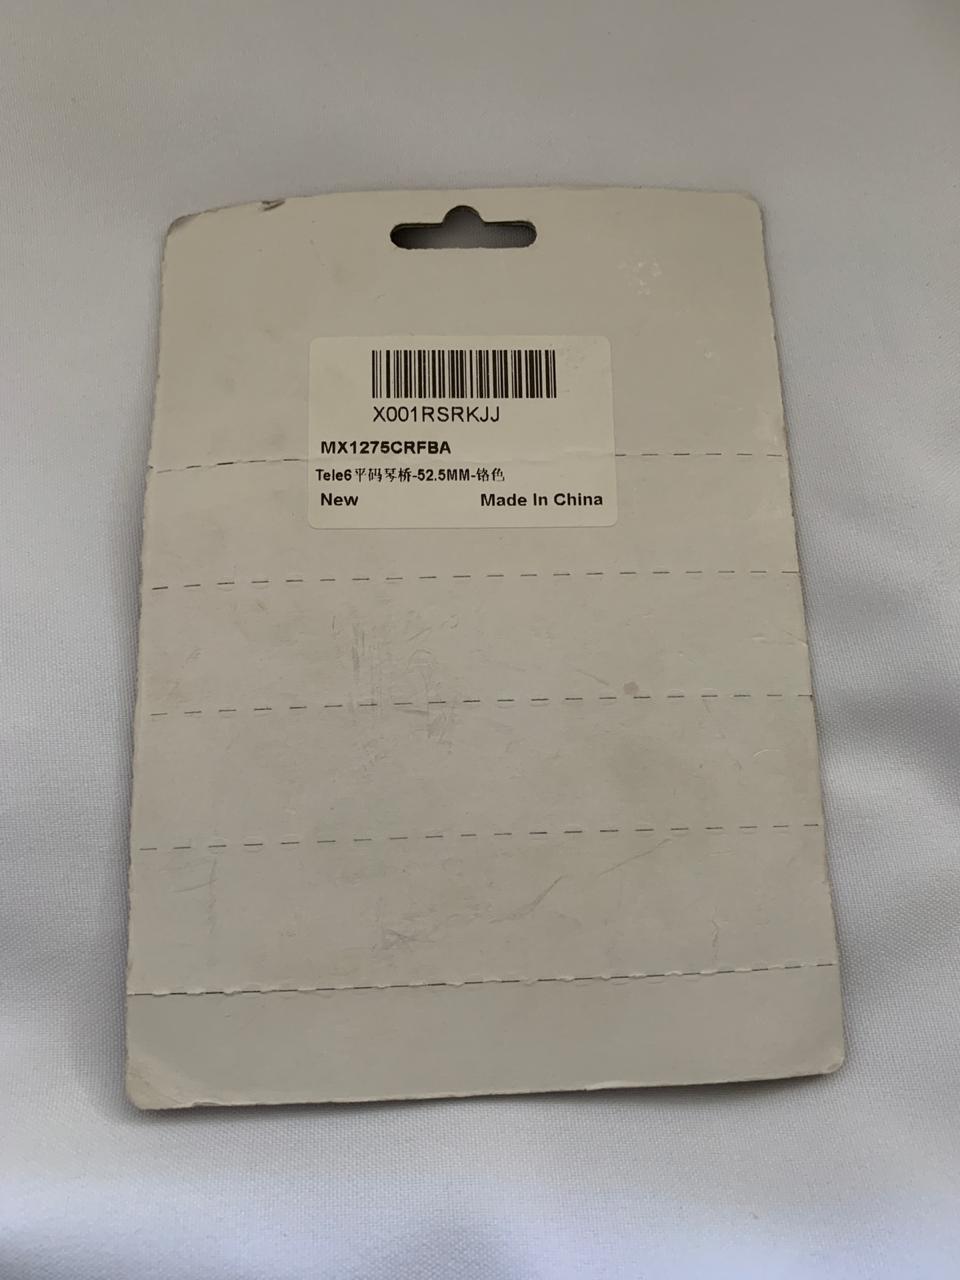 X001RSRKJJ
MX1275CRFBA
Tele6平码琴桥-52.5MM-铬色
New Made In China